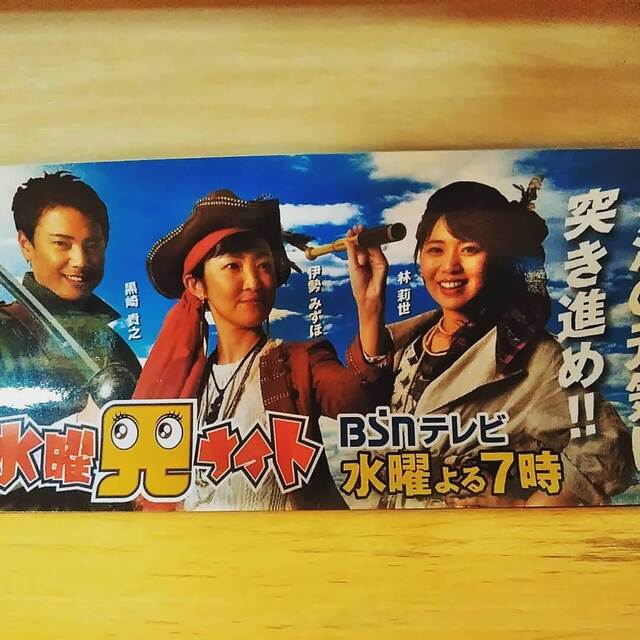 突き進め!!
黒崎 貴之
伊勢 みずほ
林 莉世
水曜見ナイト
BSNテレビ
水曜よる7時